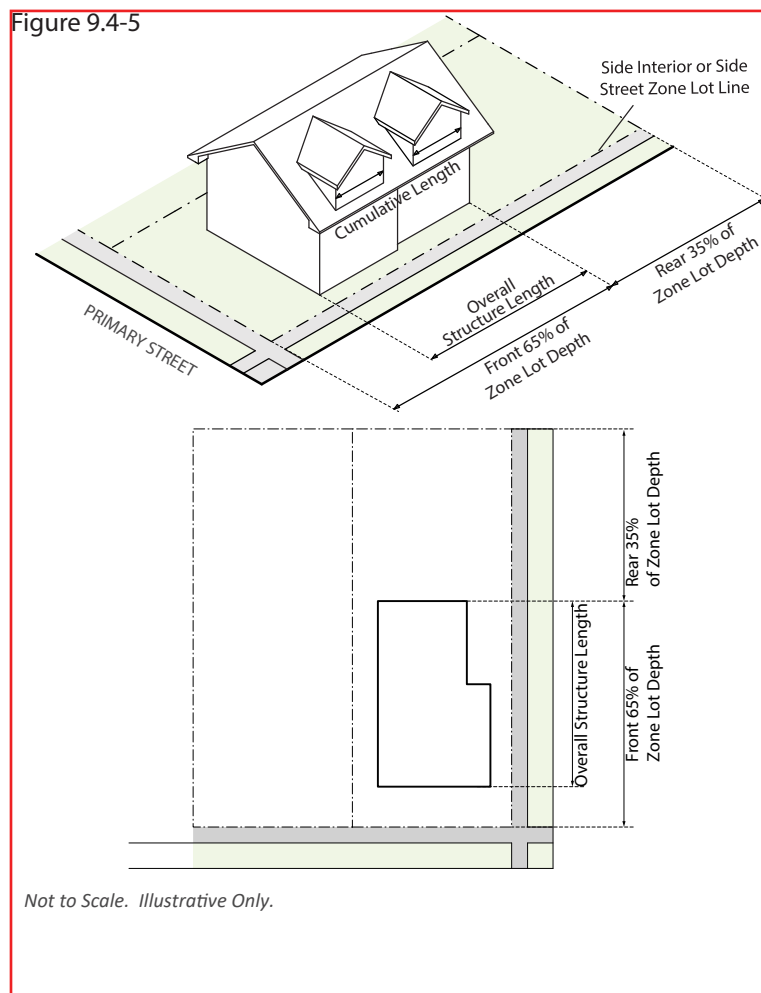 Figure 9.4-5
Side Interior or Side
Street Zone Lot Line
Cumulative Length
PRIMARY STREET
Overall
Structure Length
Rear 35% of
Zone Lot Depth
Front 65% of
Zone Lot Depth
Rear 35%
of Zone Lot Depth
Overall Structure Length
Front 65% of
Zone Lot Depth
Not to Scale. Illustrative Only.